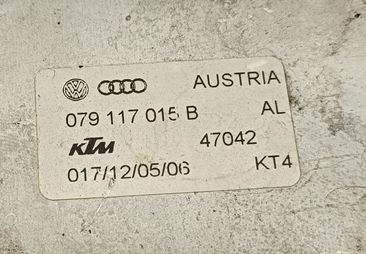 AUSTRIA
079 117 015 B AL
KTM 47042
017/12/05/06 KT4